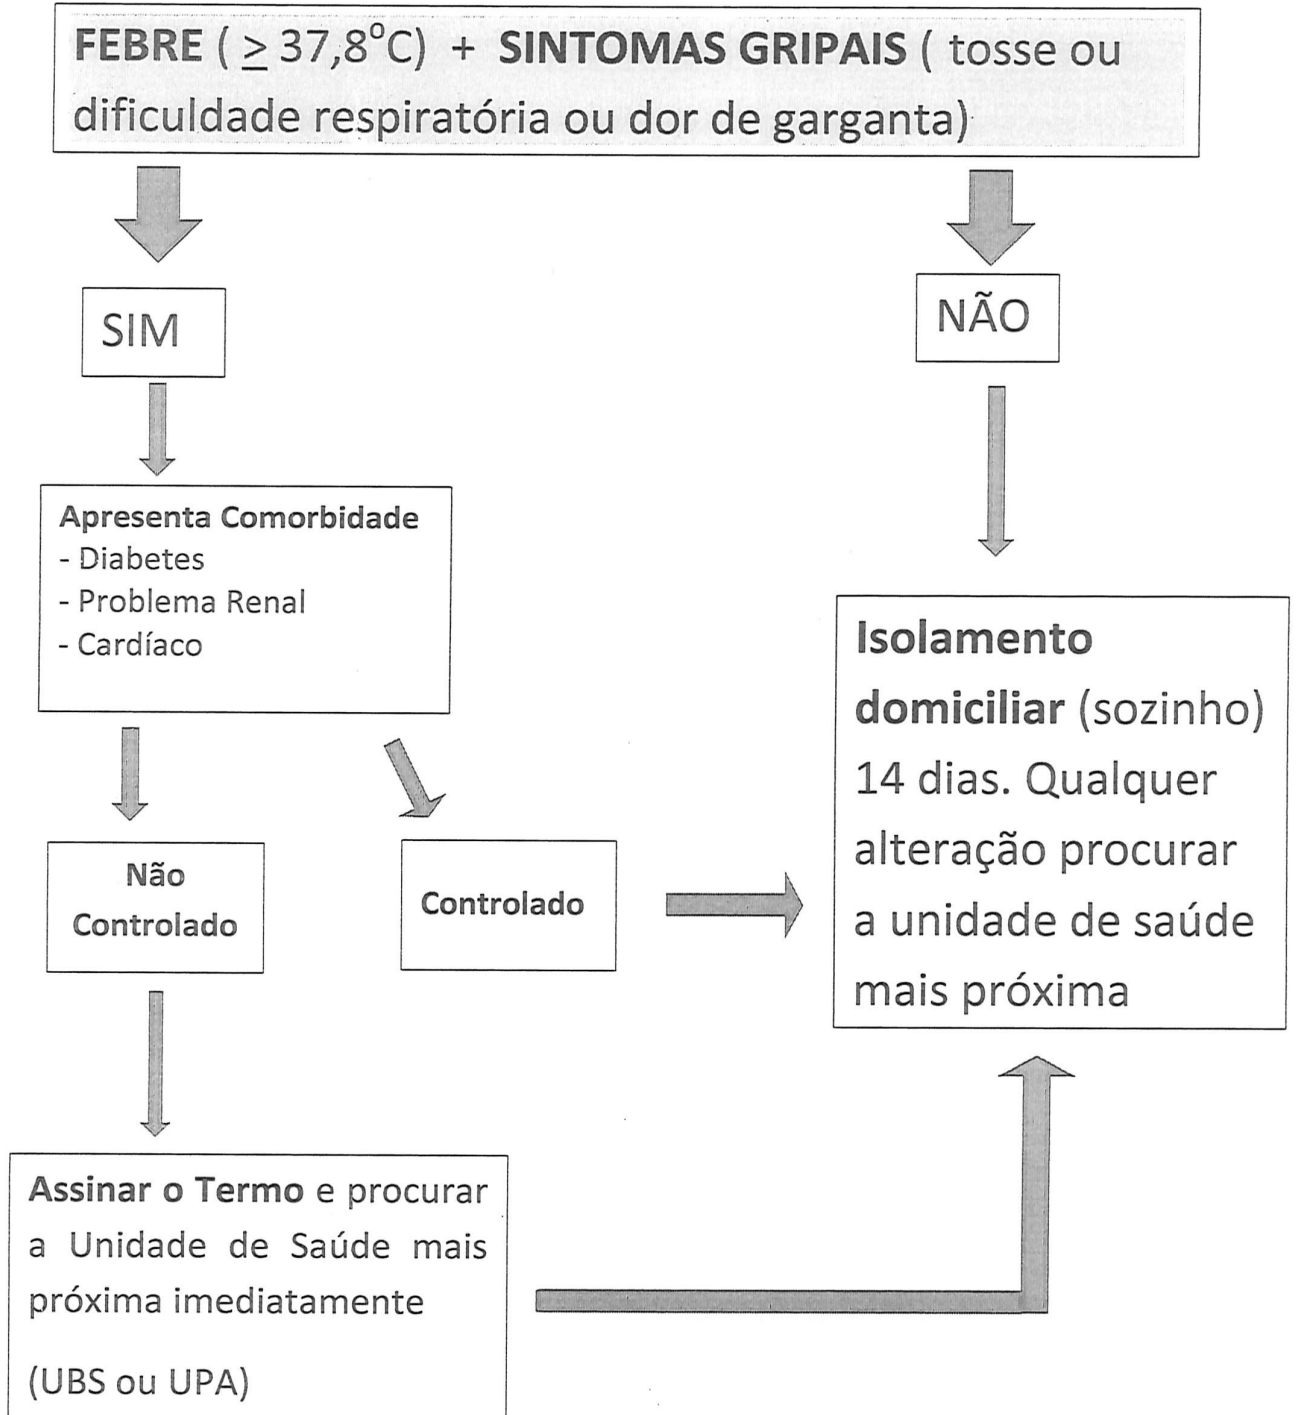 FEBRE ( ≥ 37,8°C) + SINTOMAS GRIPAIS ( tosse ou
dificuldade respiratória ou dor de garganta)
SIM
NÃO
Apresenta Comorbidade
- Diabetes
- Problema Renal
- Cardíaco
Isolamento
domiciliar (sozinho)
14 dias. Qualquer
alteração procurar
a unidade de saúde
mais próxima
Não
Controlado
Controlado
Assinar o Termo e procurar
a Unidade de Saúde mais
próxima imediatamente
(UBS ou UPA)